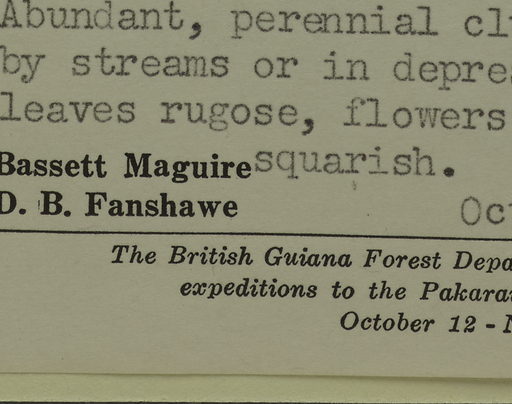 Abundant, perennial cl
by streams or in depre
leaves rugose, flowers
Bassett Maguire squarish.
D. B. Fanshawe Oct
The British Guiana Forest Depa
expeditions to the Pakara
October 12 - N